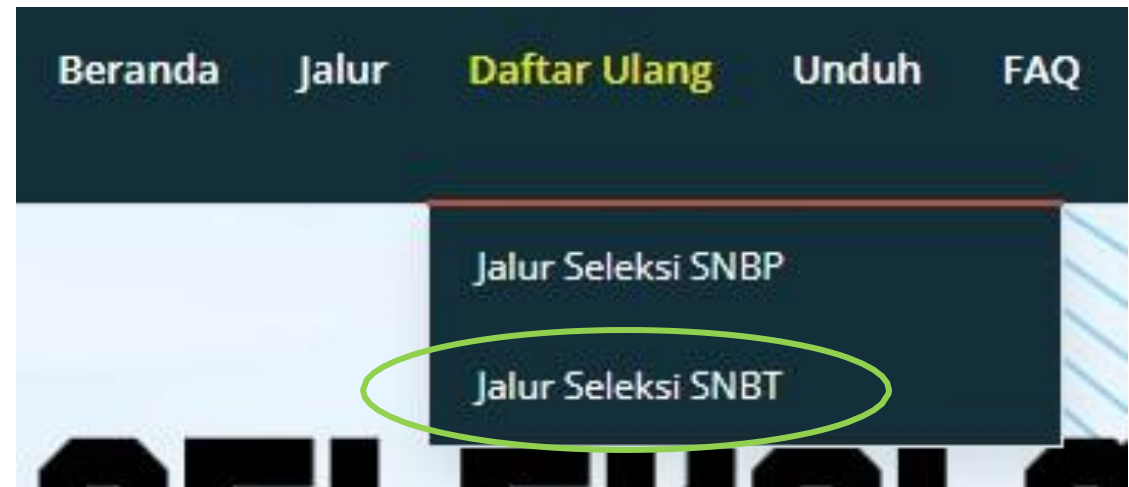 Beranda Jalur Daftar Ulang Unduh FAQ
Jalur Seleksi SNBP
Jalur Seleksi SNBT